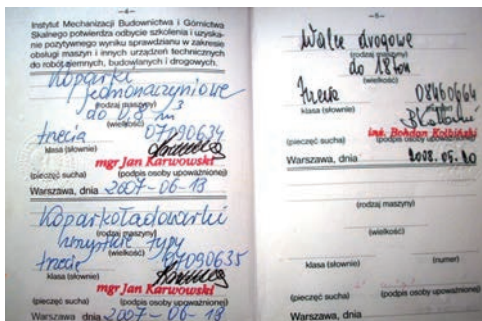 —4—
Instytut Mechanizacji Budownictwa i Górnictwa
Skalnego potwierdza odbycie szkolenia i uzyska-
nie pozytywnego wyniku sprawdzianu w zakresie
obsługi maszyn i innych urządzeń technicznych
do robót ziemnych, budowlanych i drogowych.
Koparki
jednonaczyniowe
(rodzaj maszyny)
do 0,8 m³
(wielkość)
trzecia 07090634
klasa (słownie)
mgr Jan Karwowski
(pieczęć sucha) (podpis osoby upoważnionej)
Warszawa, dnia 2007-06-18
Koparkoładowarki
(rodzaj maszyny)
wszystkie typy
(wielkość)
trzecia 07090635
klasa (słownie)
mgr Jan Karwowski
(pieczęć sucha) (podpis osoby upoważnionej)
Warszawa, dnia 2007-06-18
—5—
Walce drogowe
(rodzaj maszyny)
do 18 ton
(wielkość)
trzecia 08460664
klasa (słownie) (numer)
inż. Bohdan
(pieczęć sucha) (podpis osoby upoważnionej)
Warszawa, dnia 2008.05.20
(rodzaj maszyny)
(wielkość)
klasa (słownie) (numer)
(pieczęć sucha) (podpis osoby upoważnionej)
Warszawa, dnia